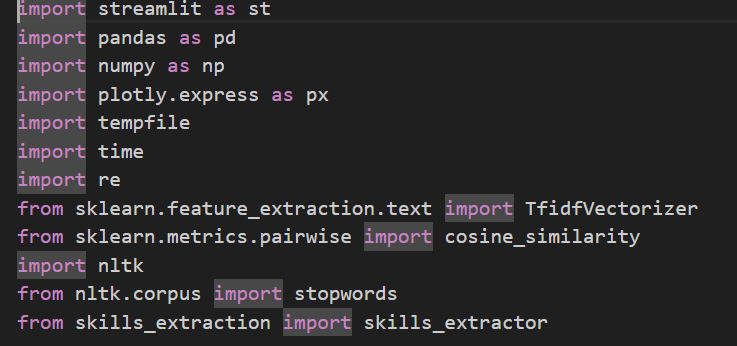 import streamlit as st
import pandas as pd
import numpy as np
import plotly.express as px
import tempfile
import time
import re
from sklearn.feature_extraction.text import TfidfVectorizer
from sklearn.metrics.pairwise import cosine_similarity
import nltk
from nltk.corpus import stopwords
from skills_extraction import skills_extractor